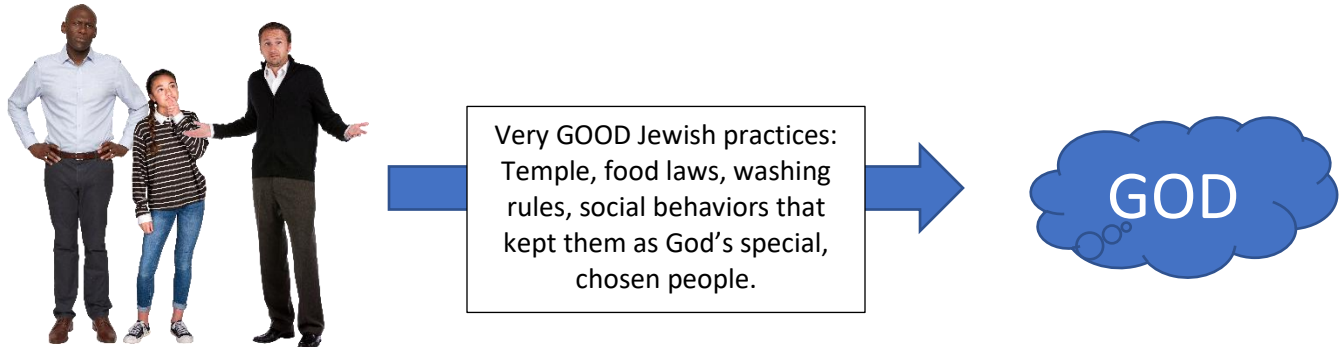 Very GOOD Jewish practices:
Temple, food laws, washing
rules, social behaviors that
kept them as God’s special,
chosen people.
GOD